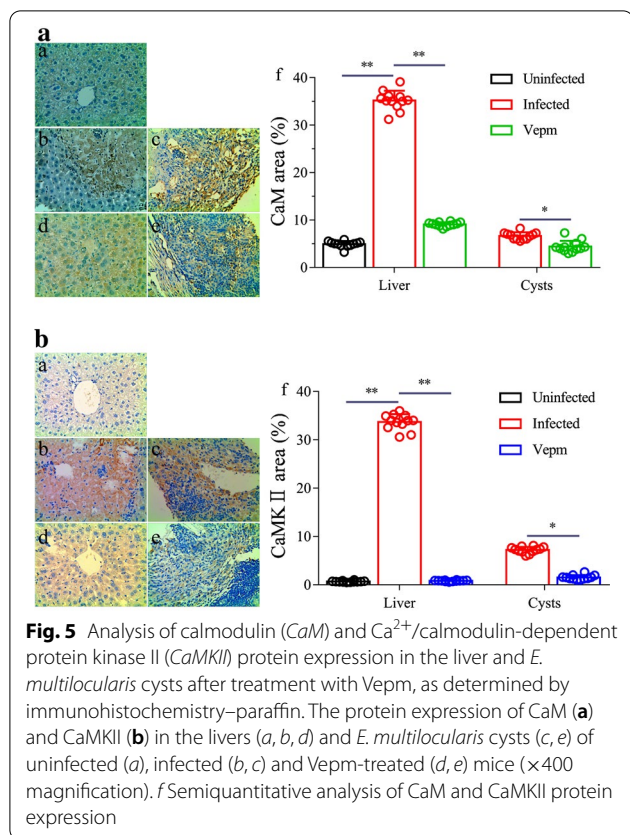 a
a
b
c
d
e
f
CaM area (%)
40
30
20
10
0
** **
*
Uninfected
Infected
Vepm
Liver Cysts
b
a
b
c
d
e
f
CaMK II area (%)
40
30
20
10
0
** **
*
Uninfected
Infected
Vepm
Liver Cysts
Fig. 5 Analysis of calmodulin (CaM) and Ca²⁺/calmodulin-dependent
protein kinase II (CaMKII) protein expression in the liver and E.
multilocularis cysts after treatment with Vepm, as determined by
immunohistochemistry–paraffin. The protein expression of CaM (a)
and CaMKII (b) in the livers (a, b, d) and E. multilocularis cysts (c, e) of
uninfected (a), infected (b, c) and Vepm-treated (d, e) mice (×400
magnification). f Semiquantitative analysis of CaM and CaMKII protein
expression